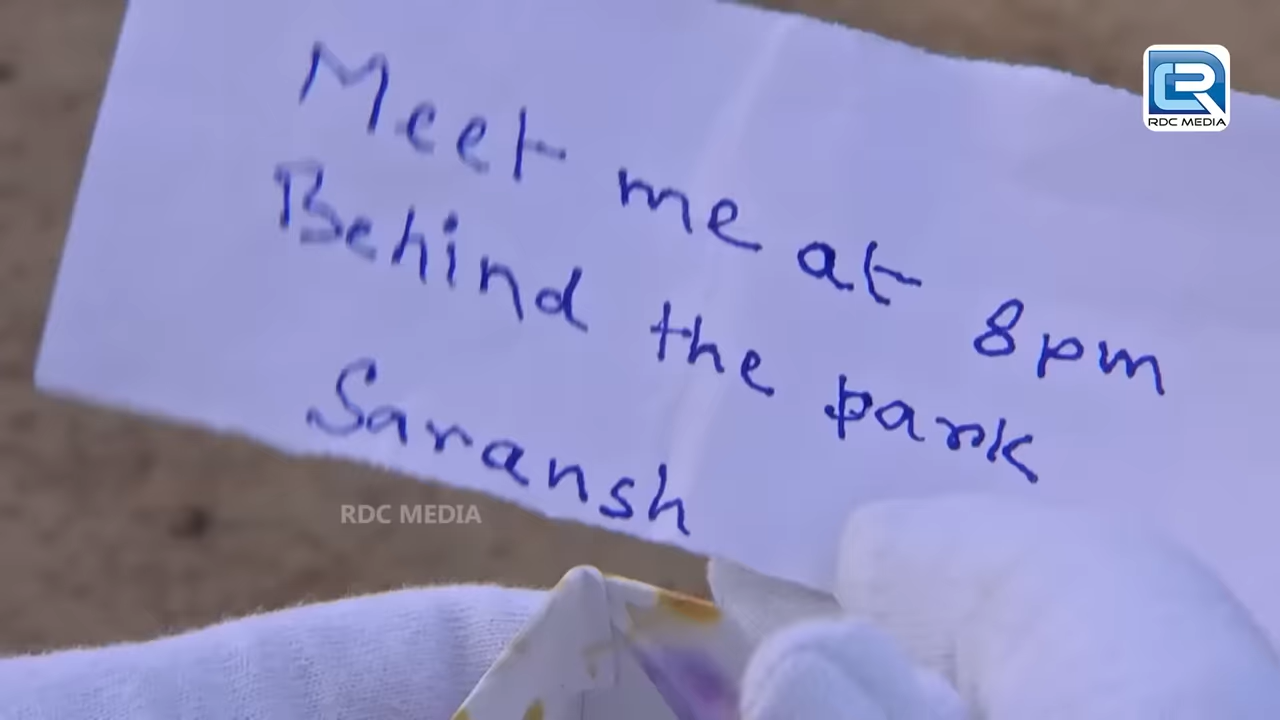 RDC MEDIA
Meet me at 8pm
Behind the park
Saransh
RDC MEDIA